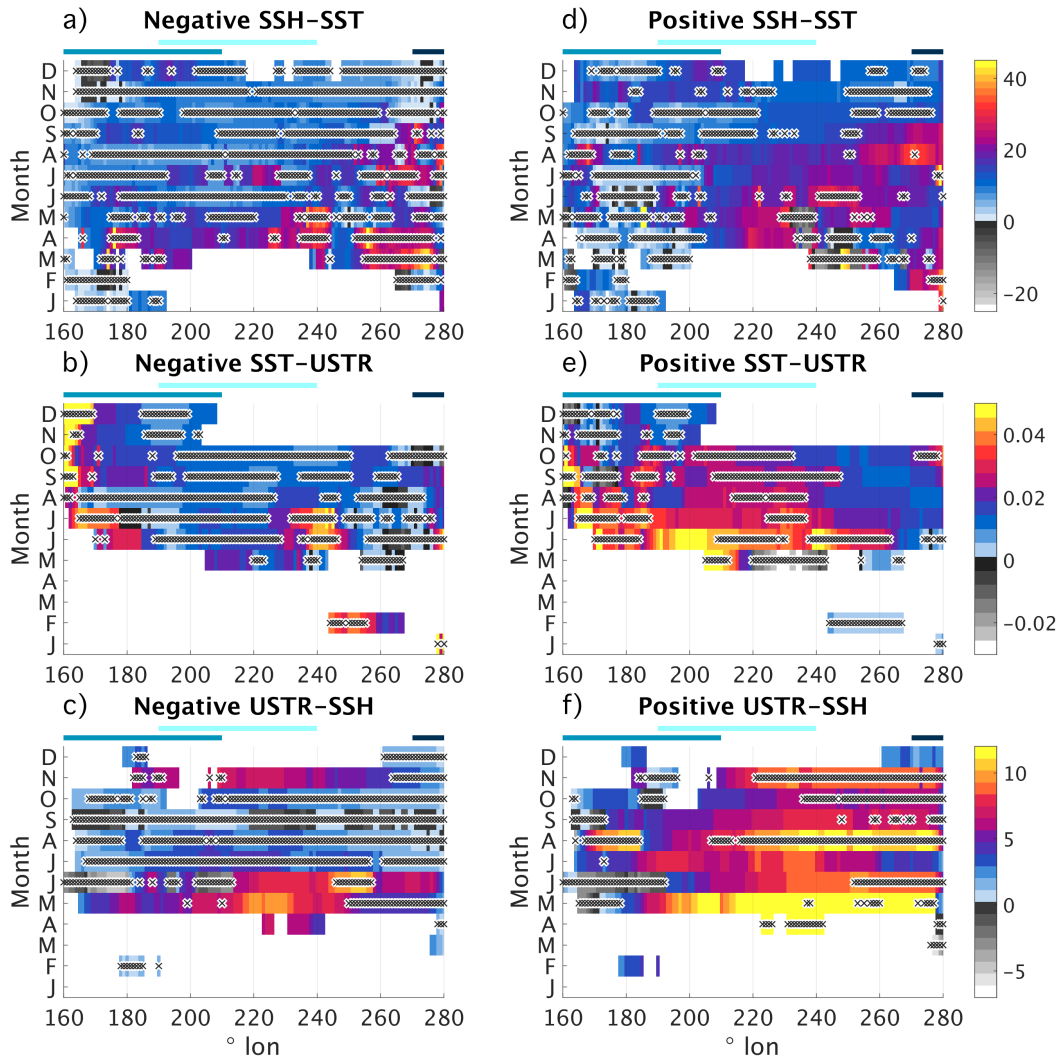 a) Negative SSH-SST
D
N
O
S
A
J
J
M
A
M
F
J
Month
160 180 200 220 240 260 280
d) Positive SSH-SST
D
N
O
S
A
J
J
M
A
M
F
J
Month
160 180 200 220 240 260 280
40
20
0
-20
b) Negative SST-USTR
D
N
O
S
A
J
J
M
A
M
F
J
Month
160 180 200 220 240 260 280
e) Positive SST-USTR
D
N
O
S
A
J
J
M
A
M
F
J
Month
160 180 200 220 240 260 280
0.04
0.02
0
-0.02
c) Negative USTR-SSH
D
N
O
S
A
J
J
M
A
M
F
J
Month
160 180 200 220 240 260 280
° lon
f) Positive USTR-SSH
D
N
O
S
A
J
J
M
A
M
F
J
Month
160 180 200 220 240 260 280
° lon
10
5
0
-5